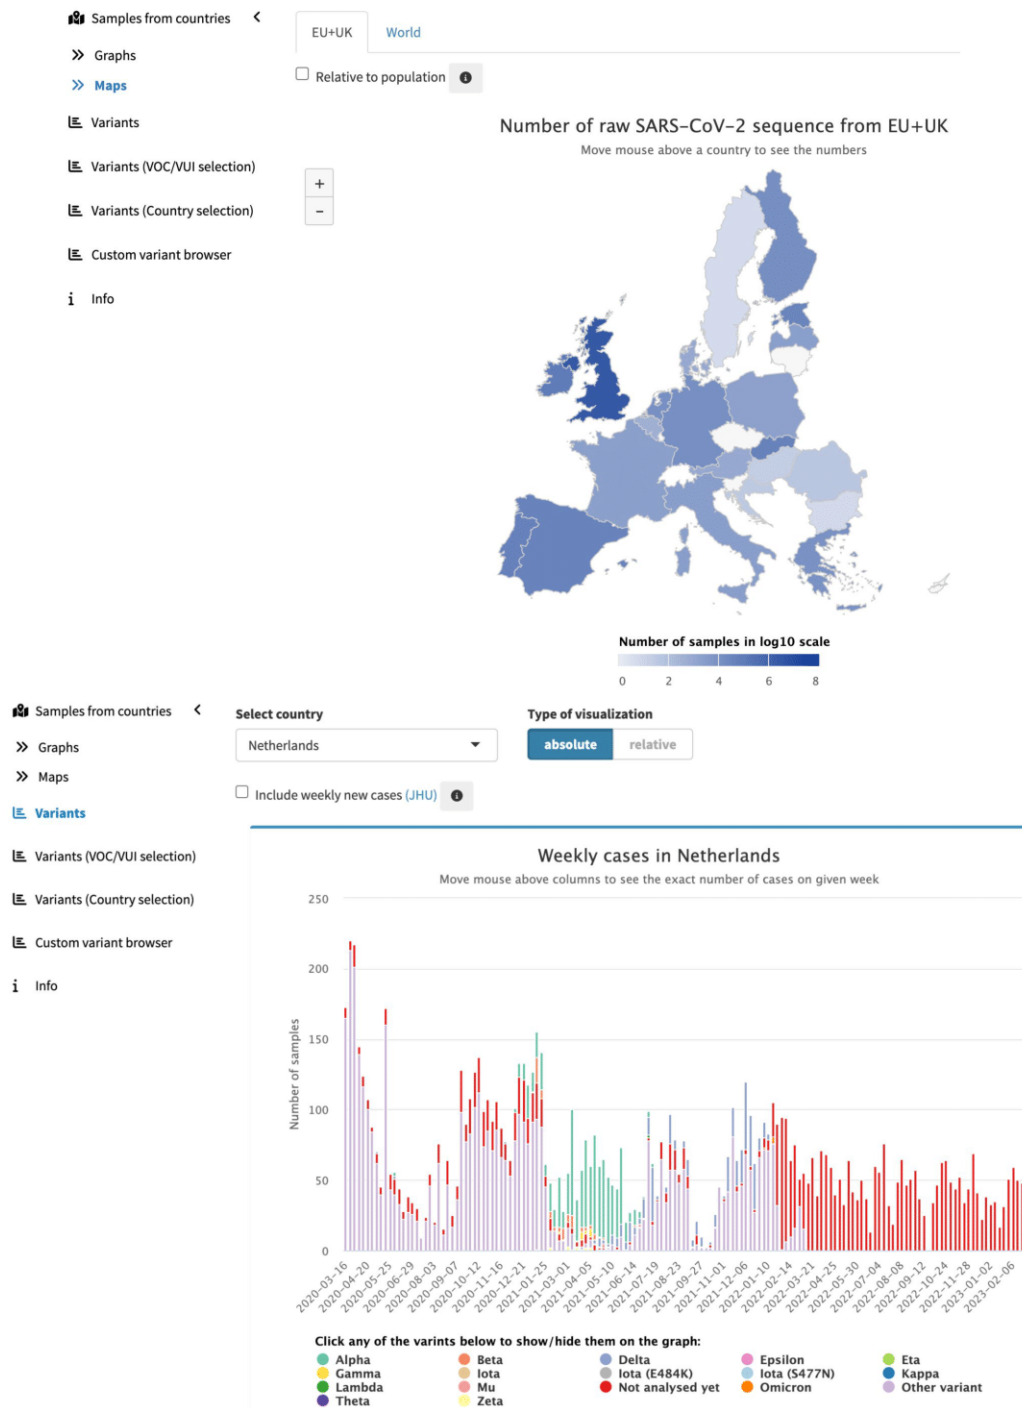 Samples from countries
Graphs
Maps
Variants
Variants (VOC/VUI selection)
Variants (Country selection)
Custom variant browser
Info
EU+UK World
Relative to population
Number of raw SARS-CoV-2 sequence from EU+UK
Move mouse above a country to see the numbers
+
−
Number of samples in log10 scale
0 2 4 6 8
Samples from countries
Graphs
Maps
Variants
Variants (VOC/VUI selection)
Variants (Country selection)
Custom variant browser
Info
Select country
Netherlands
Type of visualization
absolute relative
Include weekly new cases (JHU)
Weekly cases in Netherlands
Move mouse above columns to see the exact number of cases on given week
Number of samples
250
200
150
100
50
0
2020-03-16
2020-04-20
2020-05-25
2020-06-29
2020-08-03
2020-09-07
2020-10-12
2020-11-16
2020-12-21
2021-01-25
2021-03-01
2021-04-05
2021-05-10
2021-06-14
2021-07-19
2021-08-23
2021-09-27
2021-11-01
2021-12-06
2022-01-10
2022-02-14
2022-03-21
2022-04-25
2022-05-30
2022-07-04
2022-08-08
2022-09-12
2022-10-24
2022-11-28
2023-01-02
2023-02-06
Click any of the varints below to show/hide them on the graph:
Alpha Beta Delta Epsilon Eta
Gamma Iota Iota (E484K) Iota (S477N) Kappa
Lambda Mu Not analysed yet Omicron Other variant
Theta Zeta